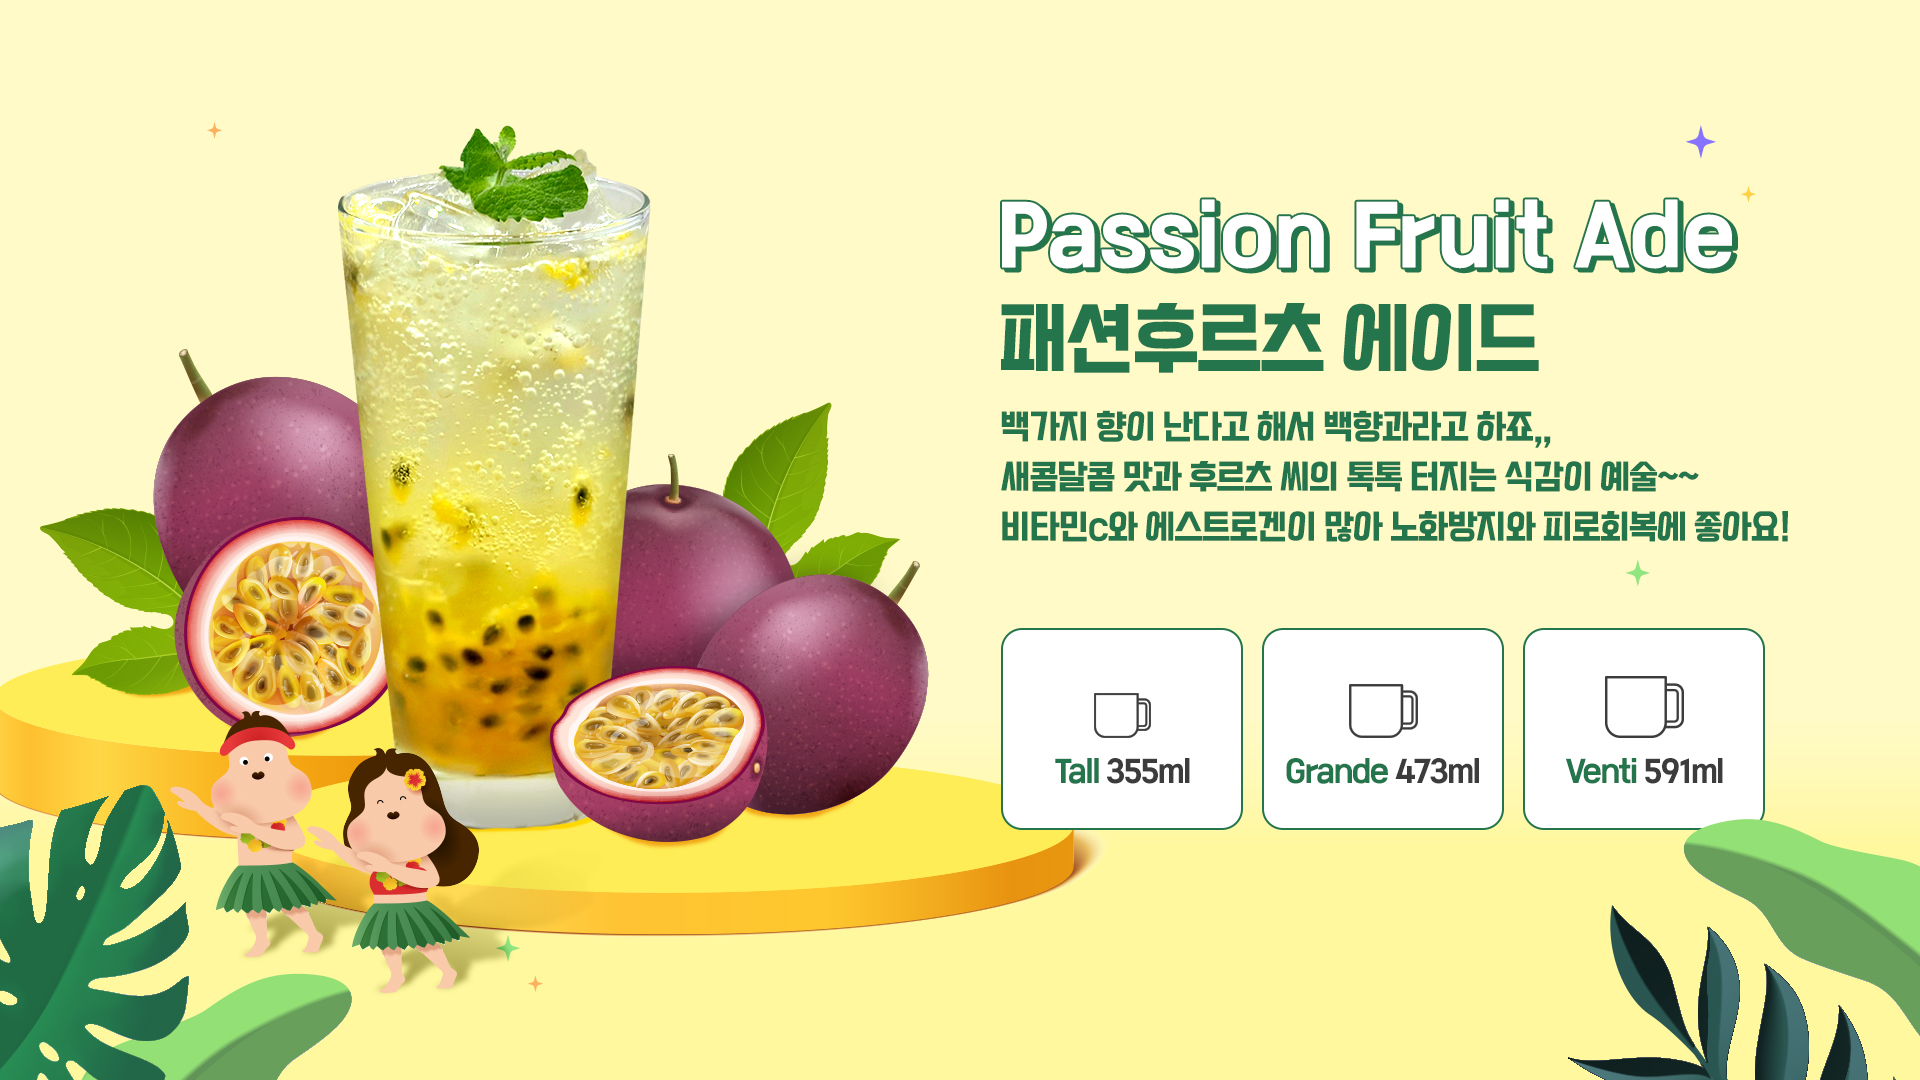 Passion Fruit Ade
패션후르츠 에이드
백가지 향이 난다고 해서 백향과라고 하죠,,
새콤달콤 맛과 후르츠 씨의 톡톡 터지는 식감이 예술~~
비타민c와 에스트로겐이 많아 노화방지와 피로회복에 좋아요!
Tall 355ml
Grande 473ml
Venti 591ml